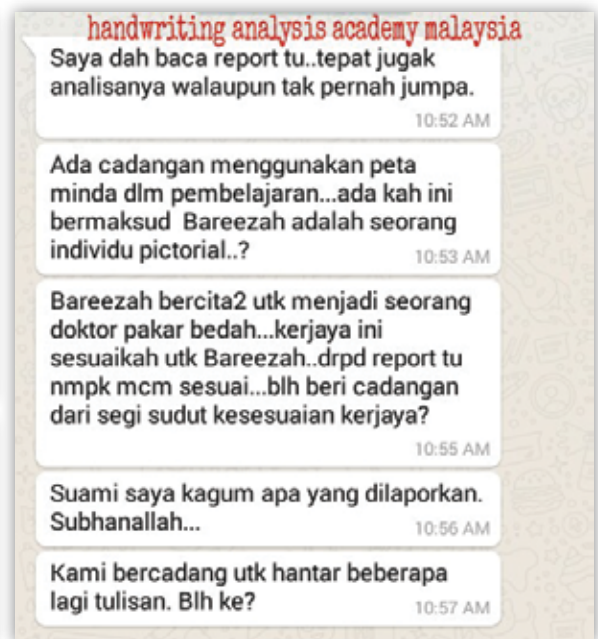 handwriting analysis academy malaysia
Saya dah baca report tu..tepat jugak
analisanya walaupun tak pernah jumpa.
10:52 AM
Ada cadangan menggunakan peta
minda dlm pembelajaran...ada kah ini
bermaksud Bareezah adalah seorang
individu pictorial..?
10:53 AM
Bareezah bercita2 utk menjadi seorang
doktor pakar bedah...kerjaya ini
sesuaikah utk Bareezah..drpd report tu
nmpk mcm sesuai...blh beri cadangan
dari segi sudut kesesuaian kerjaya?
10:55 AM
Suami saya kagum apa yang dilaporkan.
Subhanallah...
10:56 AM
Kami bercadang utk hantar beberapa
lagi tulisan. Blh ke?
10:57 AM